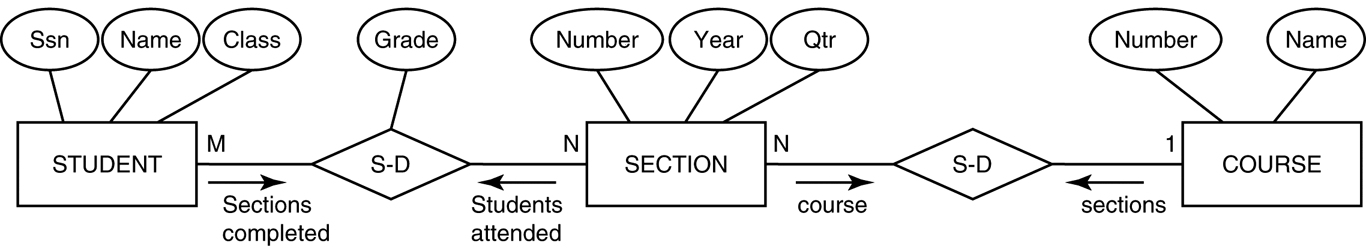 Ssn
Name
Class
Grade
Number
Year
Qtr
Number
Name
STUDENT
M
S-D
N
SECTION
N
S-D
1
COURSE
Sections
completed
Students
attended
course
sections